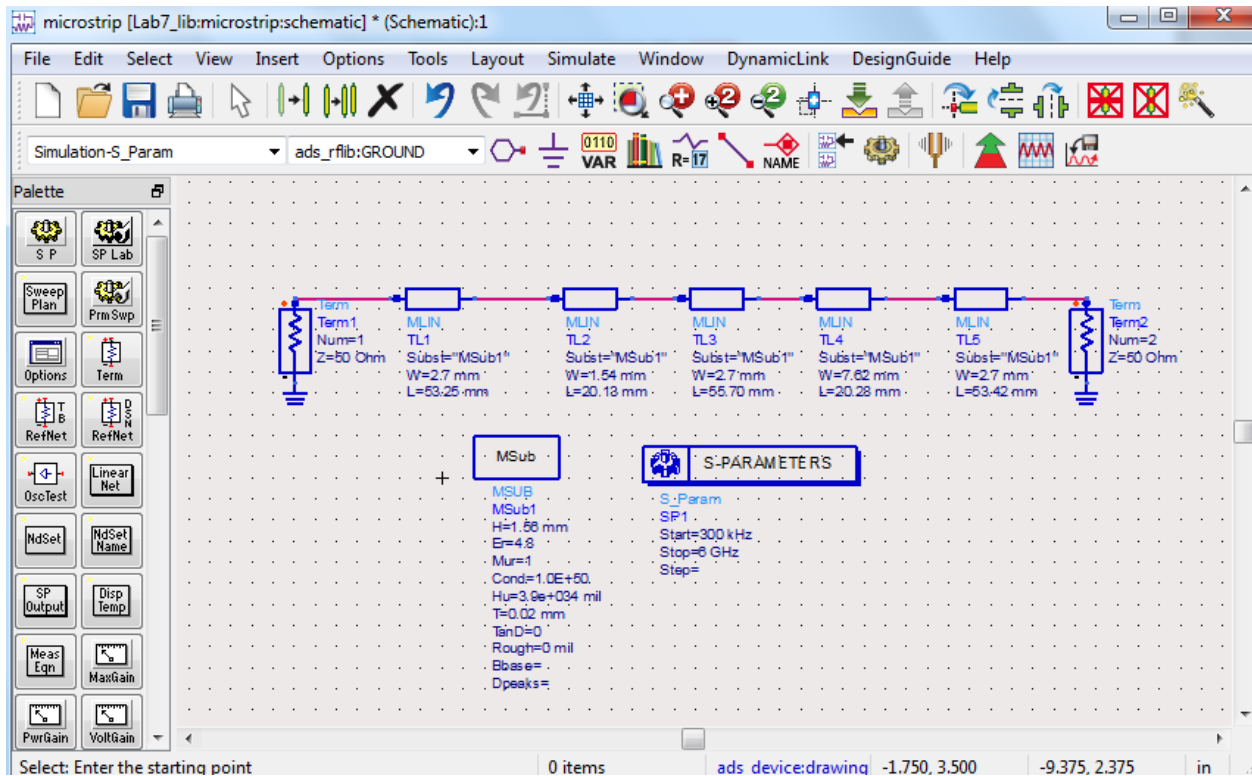 microstrip [Lab7_lib:microstrip:schematic] * (Schematic):1
File Edit Select View Insert Options Tools Layout Simulate Window DynamicLink DesignGuide Help
+2 -2
Simulation-S_Param ads_rflib:GROUND 0110 VAR R=17 NAME
Palette
S P SP Lab
Sweep Plan PrmSwp
Options Term
T B RefNet D S N RefNet
OscTest Linear Net
NdSet NdSet Name
SP Output Disp Temp
Meas Eqn MaxGain
PwrGain VoltGain
Term
Term1
Num=1
Z=50 Ohm
MLIN
TL1
Subst="MSub1"
W=2.7 mm
L=53.25 mm
MLIN
TL2
Subst="MSub1"
W=1.54 mm
L=20.13 mm
MLIN
TL3
Subst="MSub1"
W=2.7 mm
L=55.70 mm
MLIN
TL4
Subst="MSub1"
W=7.62 mm
L=20.28 mm
MLIN
TL5
Subst="MSub1"
W=2.7 mm
L=53.42 mm
Term
Term2
Num=2
Z=50 Ohm
MSub
MSUB
MSub1
H=1.56 mm
Er=4.8
Mur=1
Cond=1.0E+50
Hu=3.9e+034 mil
T=0.02 mm
TanD=0
Rough=0 mil
Bbase=
Dpeaks=
S-PARAMETERS
S_Param
SP1
Start=300 kHz
Stop=6 GHz
Step=
Select: Enter the starting point 0 items ads_device:drawing -1.750, 3.500 -9.375, 2.375 in